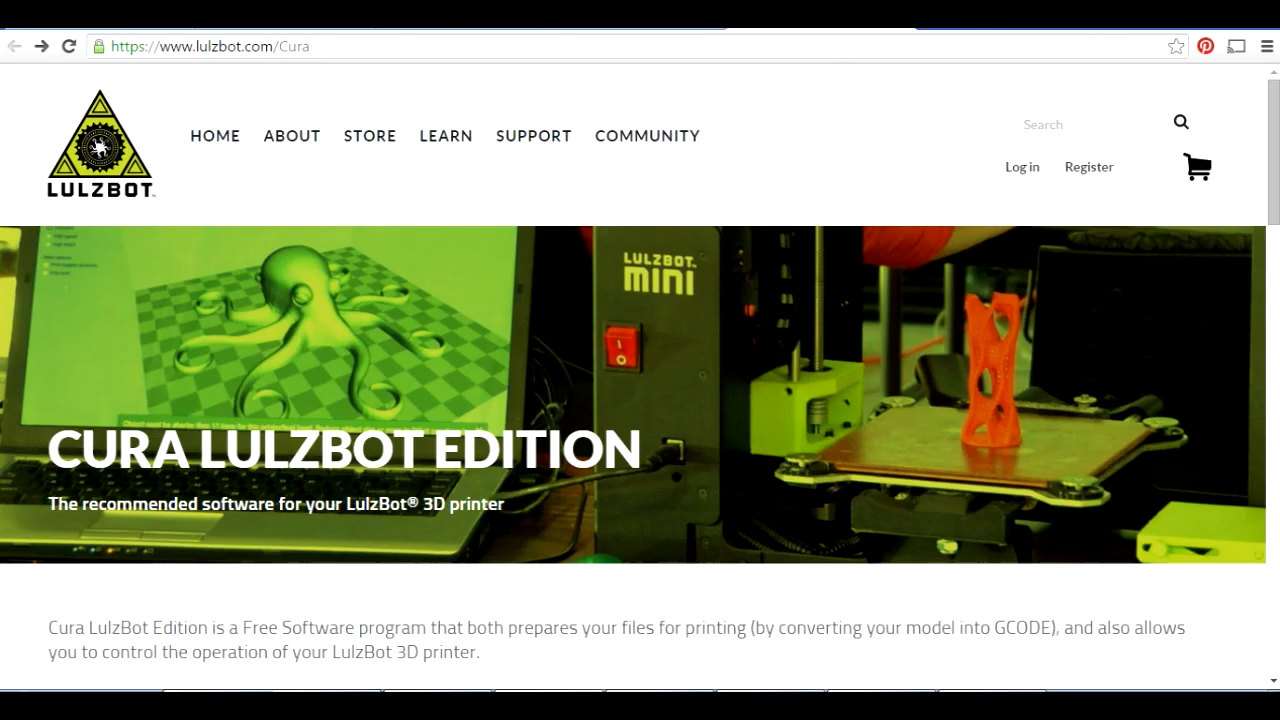 https://www.lulzbot.com/Cura
LULZBOT
HOME ABOUT STORE LEARN SUPPORT COMMUNITY
Search
Log in Register
LULZBOT
MINI
CURA LULZBOT EDITION
The recommended software for your LulzBot® 3D printer
Cura LulzBot Edition is a Free Software program that both prepares your files for printing (by converting your model into GCODE), and also allows
you to control the operation of your LulzBot 3D printer.